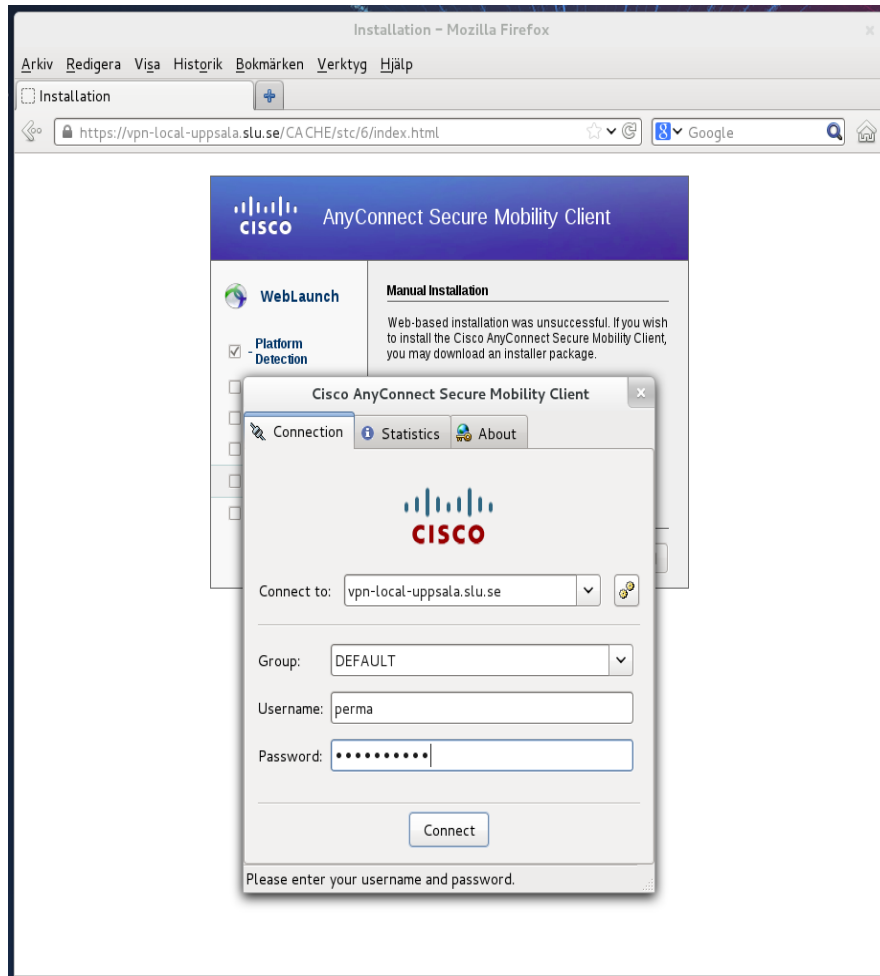 Installation – Mozilla Firefox
Arkiv Redigera Visa Historik Bokmärken Verktyg Hjälp
Installation
https://vpn-local-uppsala.slu.se/CACHE/stc/6/index.html
Google
CISCO
AnyConnect Secure Mobility Client
WebLaunch
- Platform
Detection
Manual Installation
Web-based installation was unsuccessful. If you wish
to install the Cisco AnyConnect Secure Mobility Client,
you may download an installer package.
Cisco AnyConnect Secure Mobility Client
Connection Statistics About
CISCO
Connect to: vpn-local-uppsala.slu.se
Group: DEFAULT
Username: perma
Password: ••••••••••
Connect
Please enter your username and password.